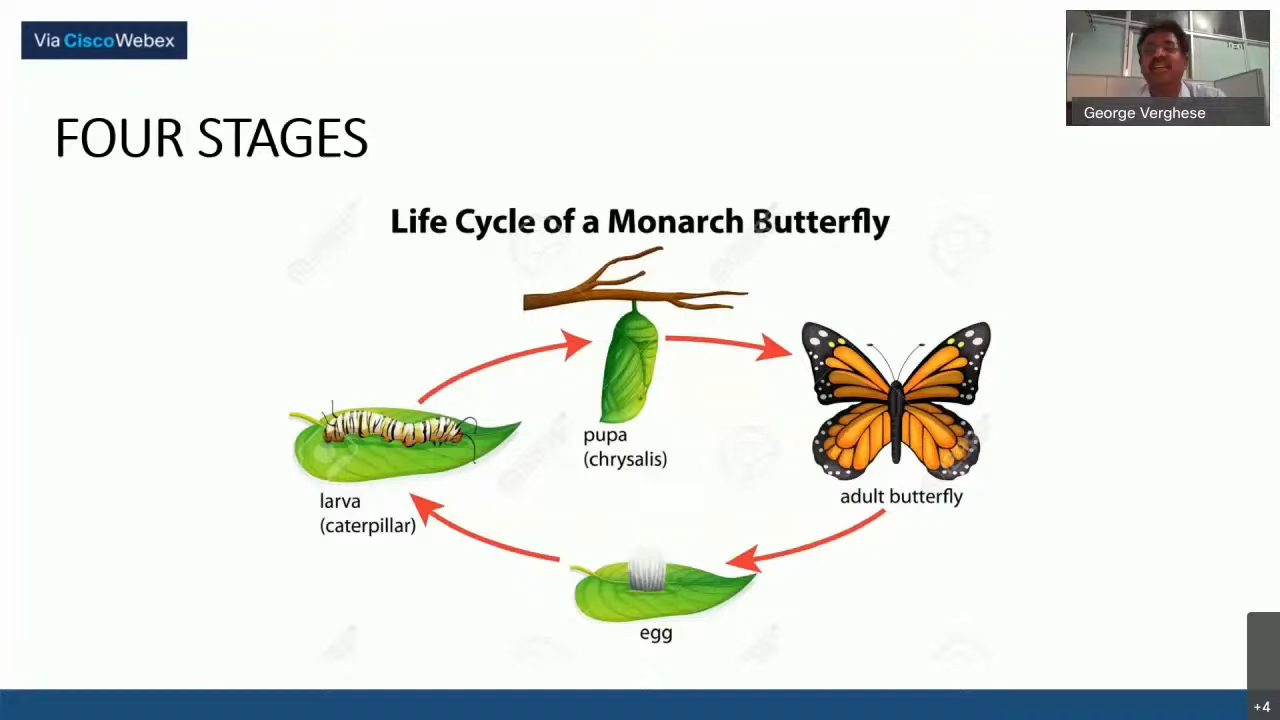 Via CiscoWebex
George Verghese
FOUR STAGES
Life Cycle of a Monarch Butterfly
pupa
(chrysalis)
adult butterfly
larva
(caterpillar)
egg
+4